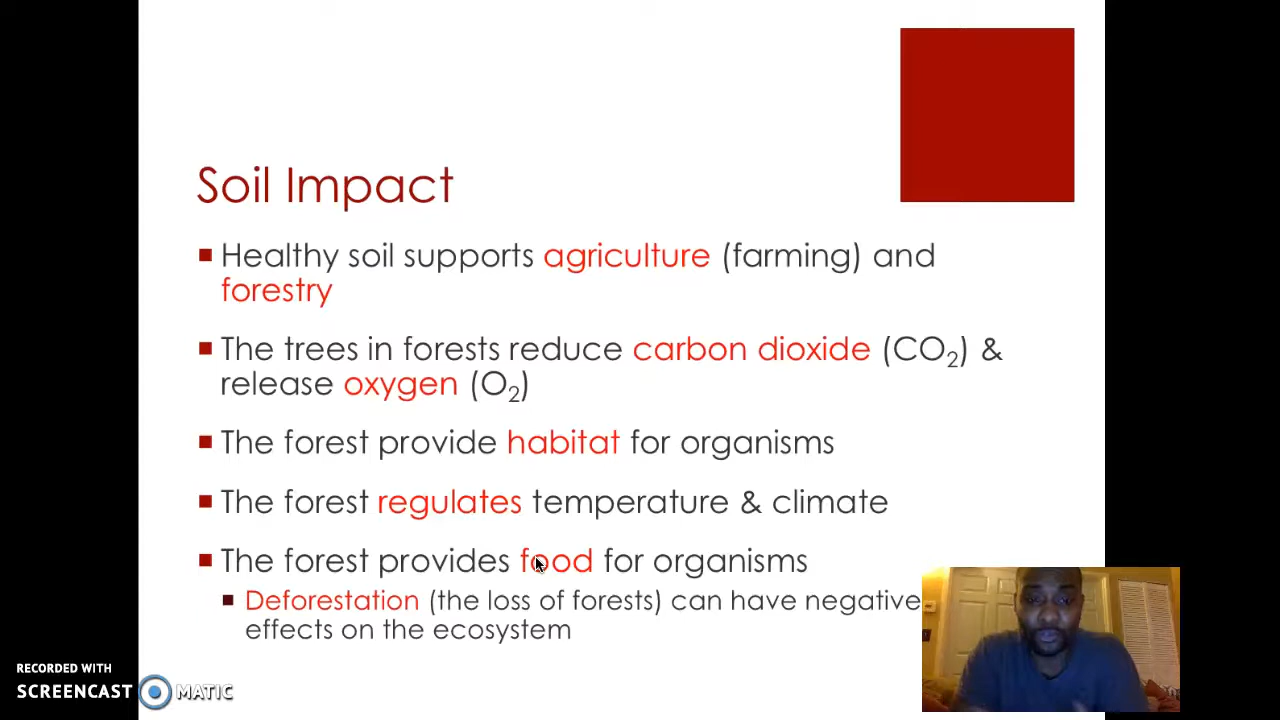 Soil Impact
Healthy soil supports agriculture (farming) and
forestry
The trees in forests reduce carbon dioxide (CO₂) &
release oxygen (O₂)
The forest provide habitat for organisms
The forest regulates temperature & climate
The forest provides food for organisms
Deforestation (the loss of forests) can have negative
effects on the ecosystem
RECORDED WITH
SCREENCAST MATIC